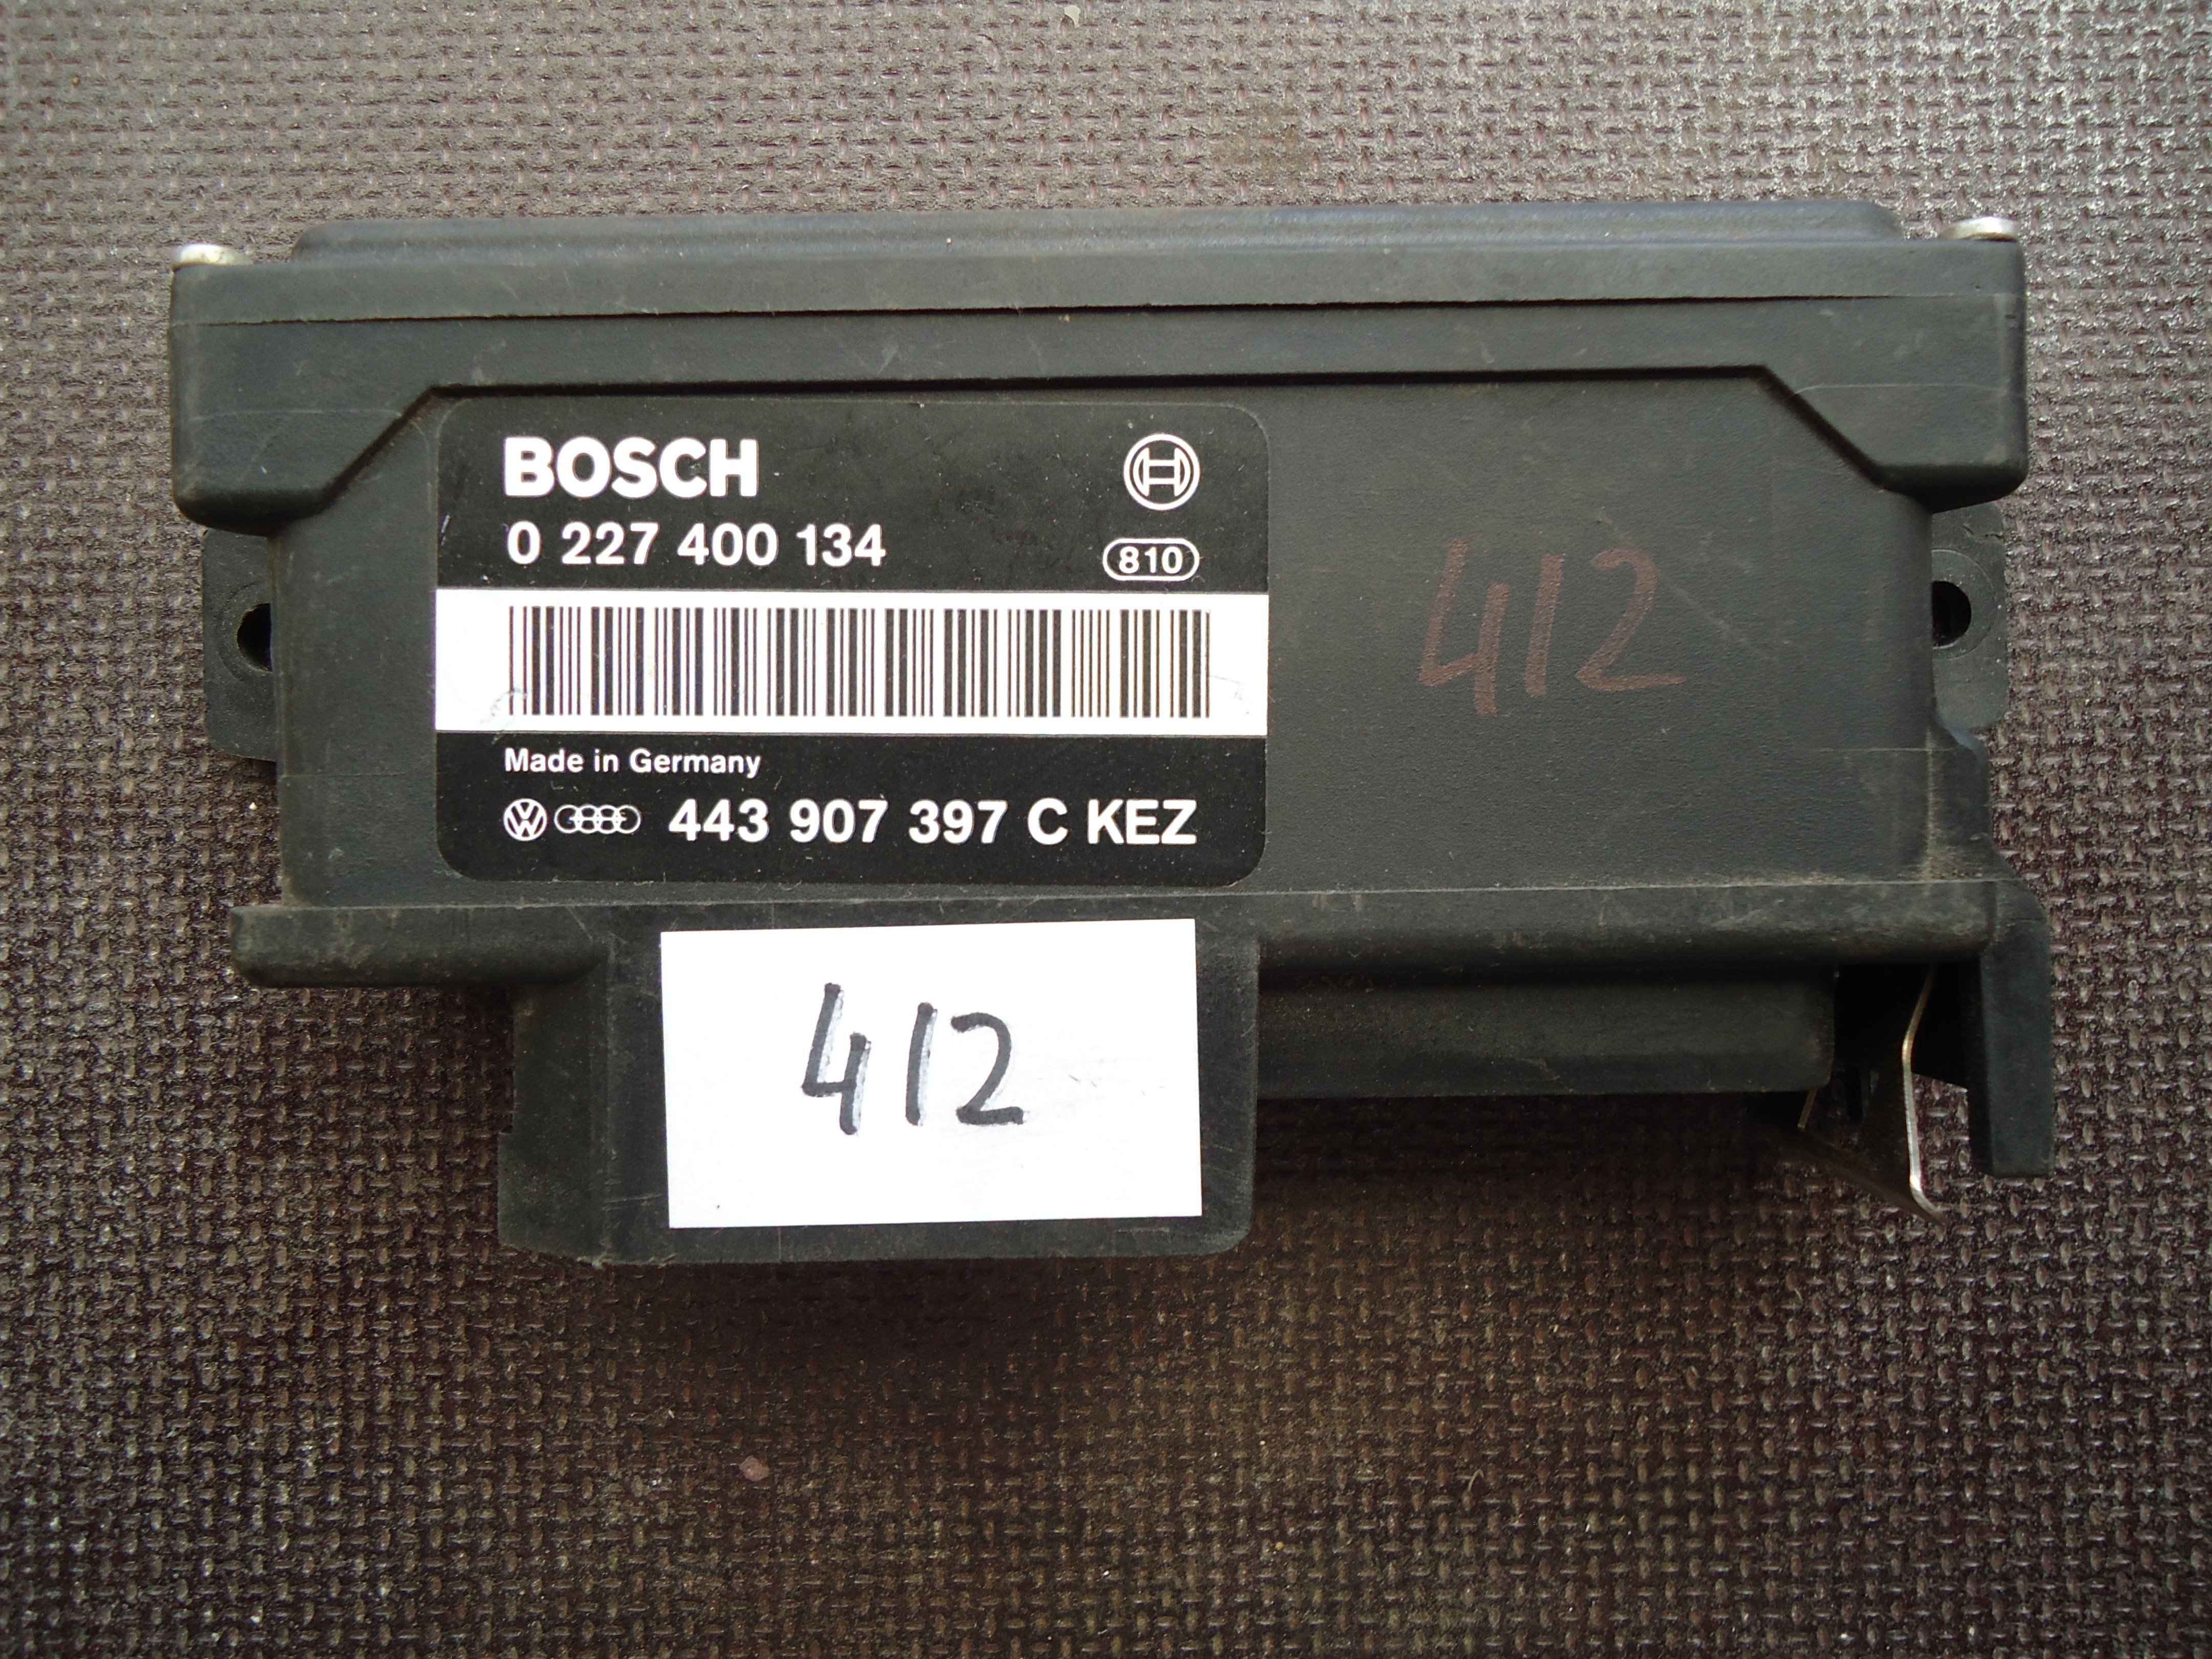 BOSCH
0 227 400 134
810
412
Made in Germany
443 907 397 C KEZ
412